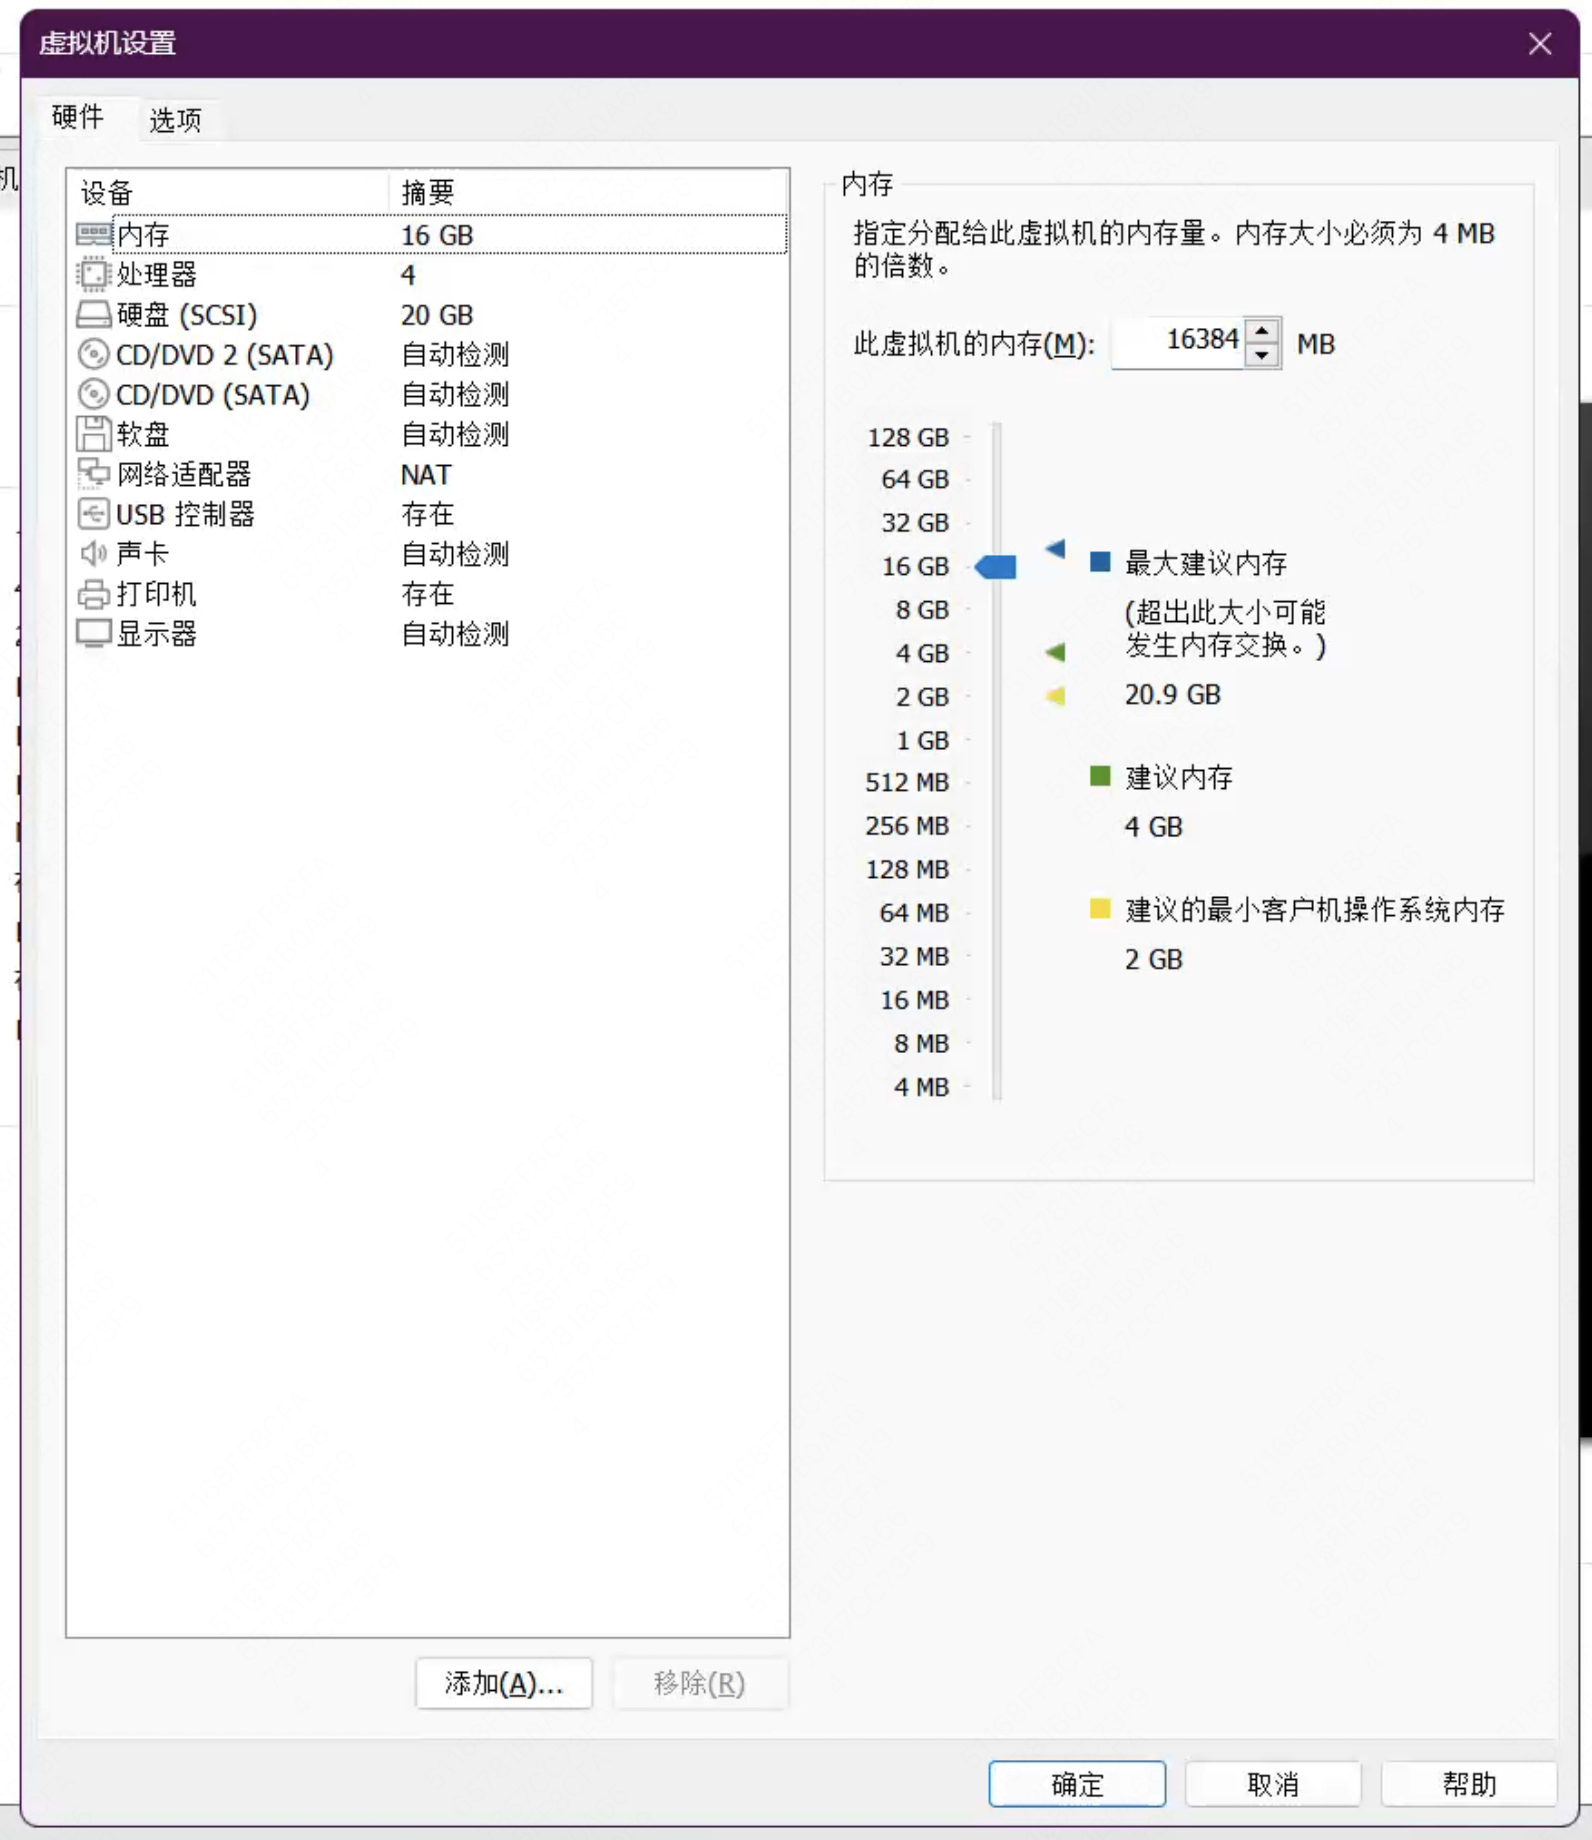 虚拟机设置
硬件
选项
机
设备 摘要
内存 16 GB
处理器 4
硬盘 (SCSI) 20 GB
CD/DVD 2 (SATA) 自动检测
CD/DVD (SATA) 自动检测
软盘 自动检测
网络适配器 NAT
USB 控制器 存在
声卡 自动检测
打印机 存在
显示器 自动检测
添加(A)...
移除(R)
内存
指定分配给此虚拟机的内存量。内存大小必须为 4 MB
的倍数。
此虚拟机的内存(M): 16384 MB
128 GB
64 GB
32 GB
16 GB
8 GB
4 GB
2 GB
1 GB
512 MB
256 MB
128 MB
64 MB
32 MB
16 MB
8 MB
4 MB
最大建议内存
(超出此大小可能
发生内存交换。)
20.9 GB
建议内存
4 GB
建议的最小客户机操作系统内存
2 GB
确定
取消
帮助